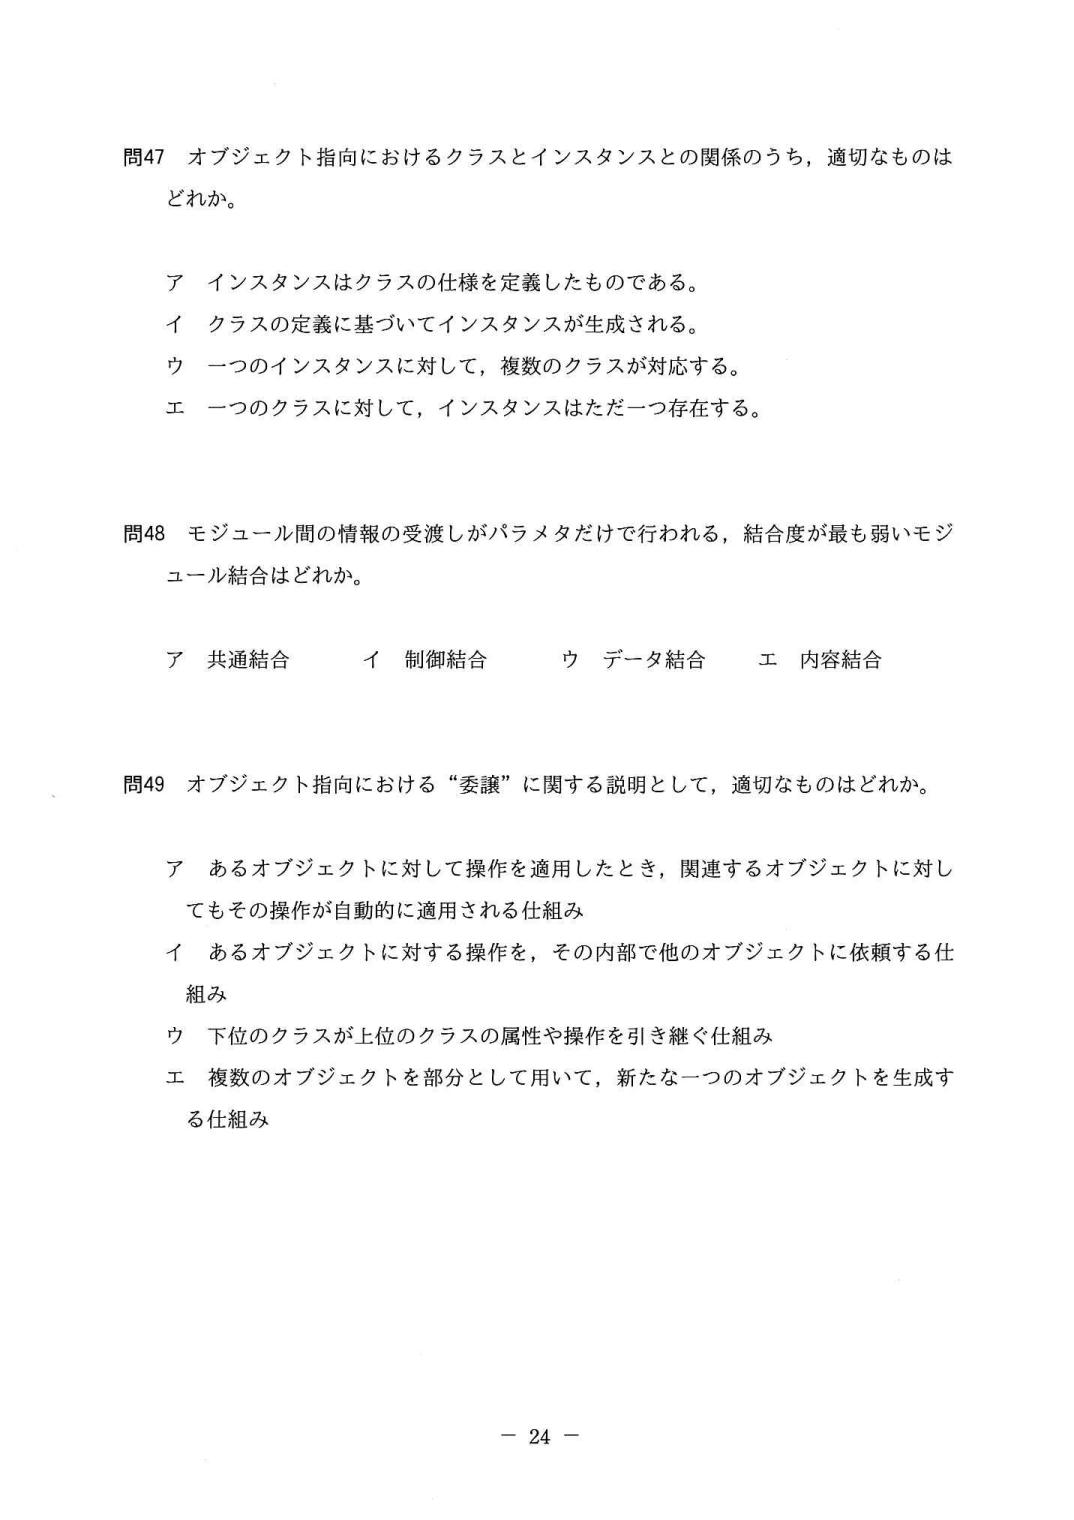 問47 オブジェクト指向におけるクラスとインスタンスとの関係のうち，適切なものは
どれか。
ア インスタンスはクラスの仕様を定義したものである。
イ クラスの定義に基づいてインスタンスが生成される。
ウ 一つのインスタンスに対して，複数のクラスが対応する。
エ 一つのクラスに対して，インスタンスはただ一つ存在する。
問48 モジュール間の情報の受渡しがパラメタだけで行われる，結合度が最も弱いモジ
ュール結合はどれか。
ア 共通結合 イ 制御結合 ウ データ結合 エ 内容結合
問49 オブジェクト指向における“委譲”に関する説明として，適切なものはどれか。
ア あるオブジェクトに対して操作を適用したとき，関連するオブジェクトに対し
てもその操作が自動的に適用される仕組み
イ あるオブジェクトに対する操作を，その内部で他のオブジェクトに依頼する仕
組み
ウ 下位のクラスが上位のクラスの属性や操作を引き継ぐ仕組み
エ 複数のオブジェクトを部分として用いて，新たな一つのオブジェクトを生成す
る仕組み
－ 24 －